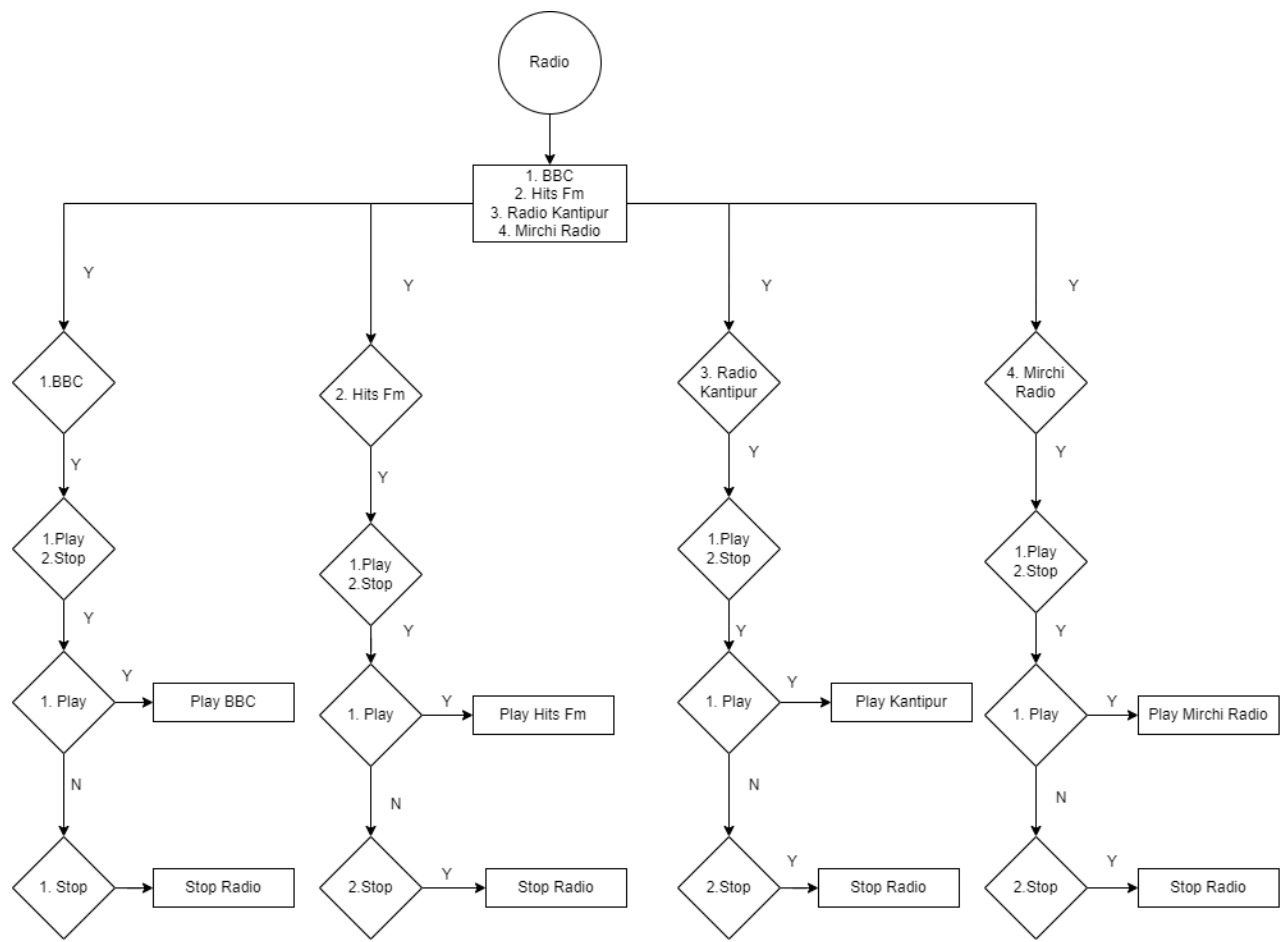 Radio
1. BBC
2. Hits Fm
3. Radio Kantipur
4. Mirchi Radio
Y
Y
Y
Y
1.BBC
2. Hits Fm
3. Radio
Kantipur
4. Mirchi
Radio
Y
Y
Y
Y
1.Play
2.Stop
1.Play
2.Stop
1.Play
2.Stop
1.Play
2.Stop
Y
Y
Y
Y
1. Play
Y
Play BBC
1. Play
Y
Play Hits Fm
1. Play
Y
Play Kantipur
1. Play
Y
Play Mirchi Radio
N
N
N
N
1. Stop
Stop Radio
2.Stop
Y
Stop Radio
2.Stop
Y
Stop Radio
2.Stop
Y
Stop Radio